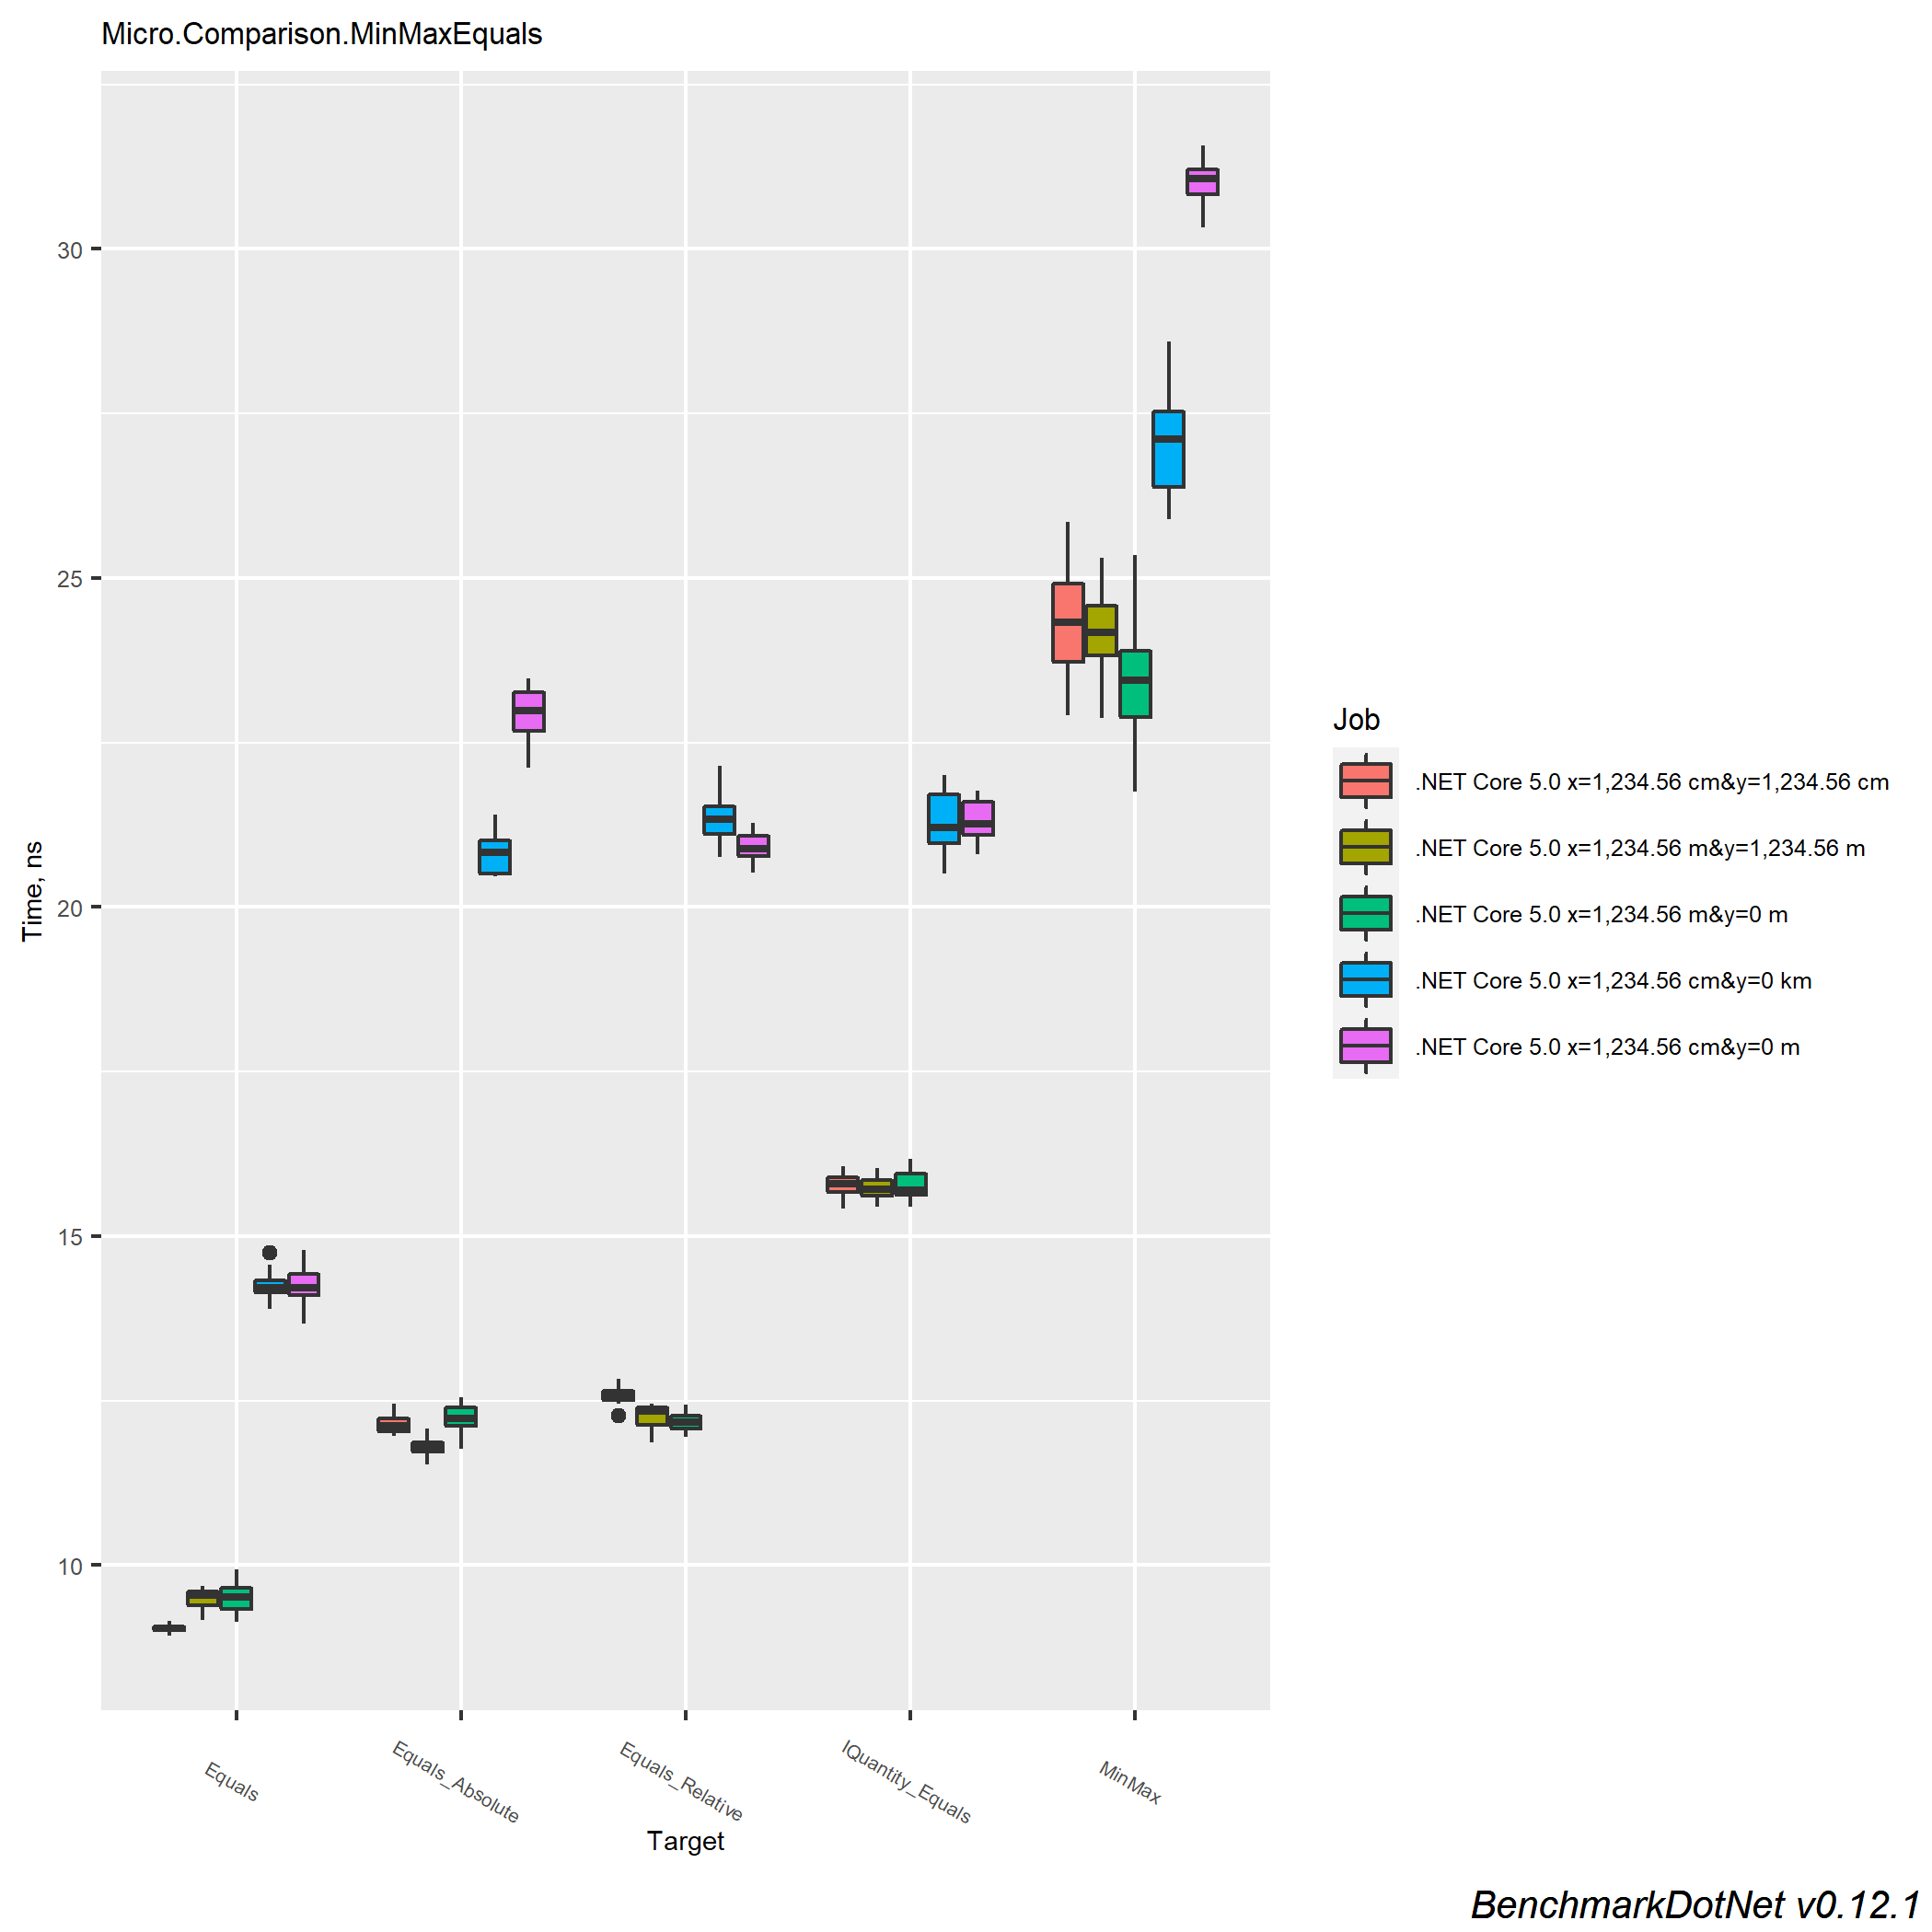 Micro.Comparison.MinMaxEquals
30
25
20
15
10
Time, ns
Equals
Equals_Absolute
Equals_Relative
IQuantity_Equals
MinMax
Target
Job
.NET Core 5.0 x=1,234.56 cm&y=1,234.56 cm
.NET Core 5.0 x=1,234.56 m&y=1,234.56 m
.NET Core 5.0 x=1,234.56 m&y=0 m
.NET Core 5.0 x=1,234.56 cm&y=0 km
.NET Core 5.0 x=1,234.56 cm&y=0 m
BenchmarkDotNet v0.12.1